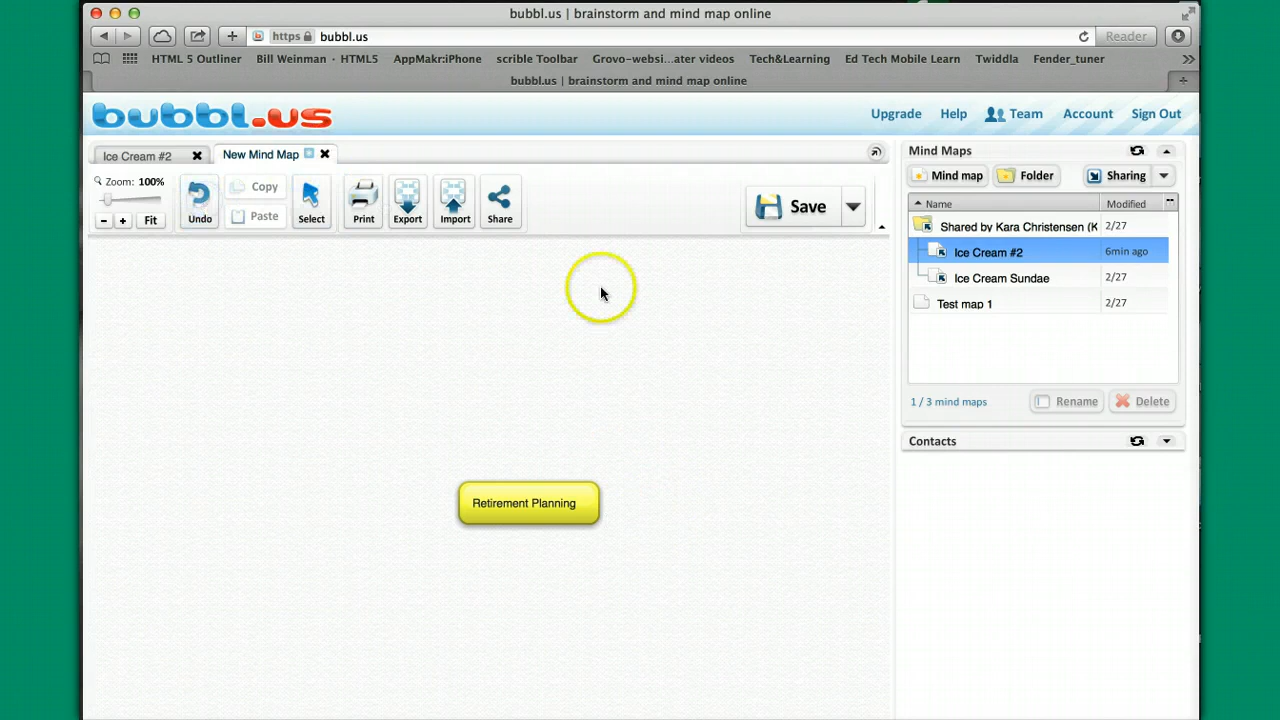 bubbl.us | brainstorm and mind map online
https bubbl.us Reader
HTML 5 Outliner Bill Weinman - HTML5 AppMakr:iPhone scrible Toolbar Grovo-websi...ater videos Tech&Learning Ed Tech Mobile Learn Twiddla Fender_tuner
bubbl.us | brainstorm and mind map online
bubbl.us Upgrade Help Team Account Sign Out
Ice Cream #2 New Mind Map
Zoom: 100%
Fit
Undo
Copy
Paste
Select
Print
Export
Import
Share
Save
Mind Maps
Mind map Folder Sharing
Name Modified
Shared by Kara Christensen (K 2/27
Ice Cream #2 6min ago
Ice Cream Sundae 2/27
Test map 1 2/27
1 / 3 mind maps Rename Delete
Contacts
Retirement Planning